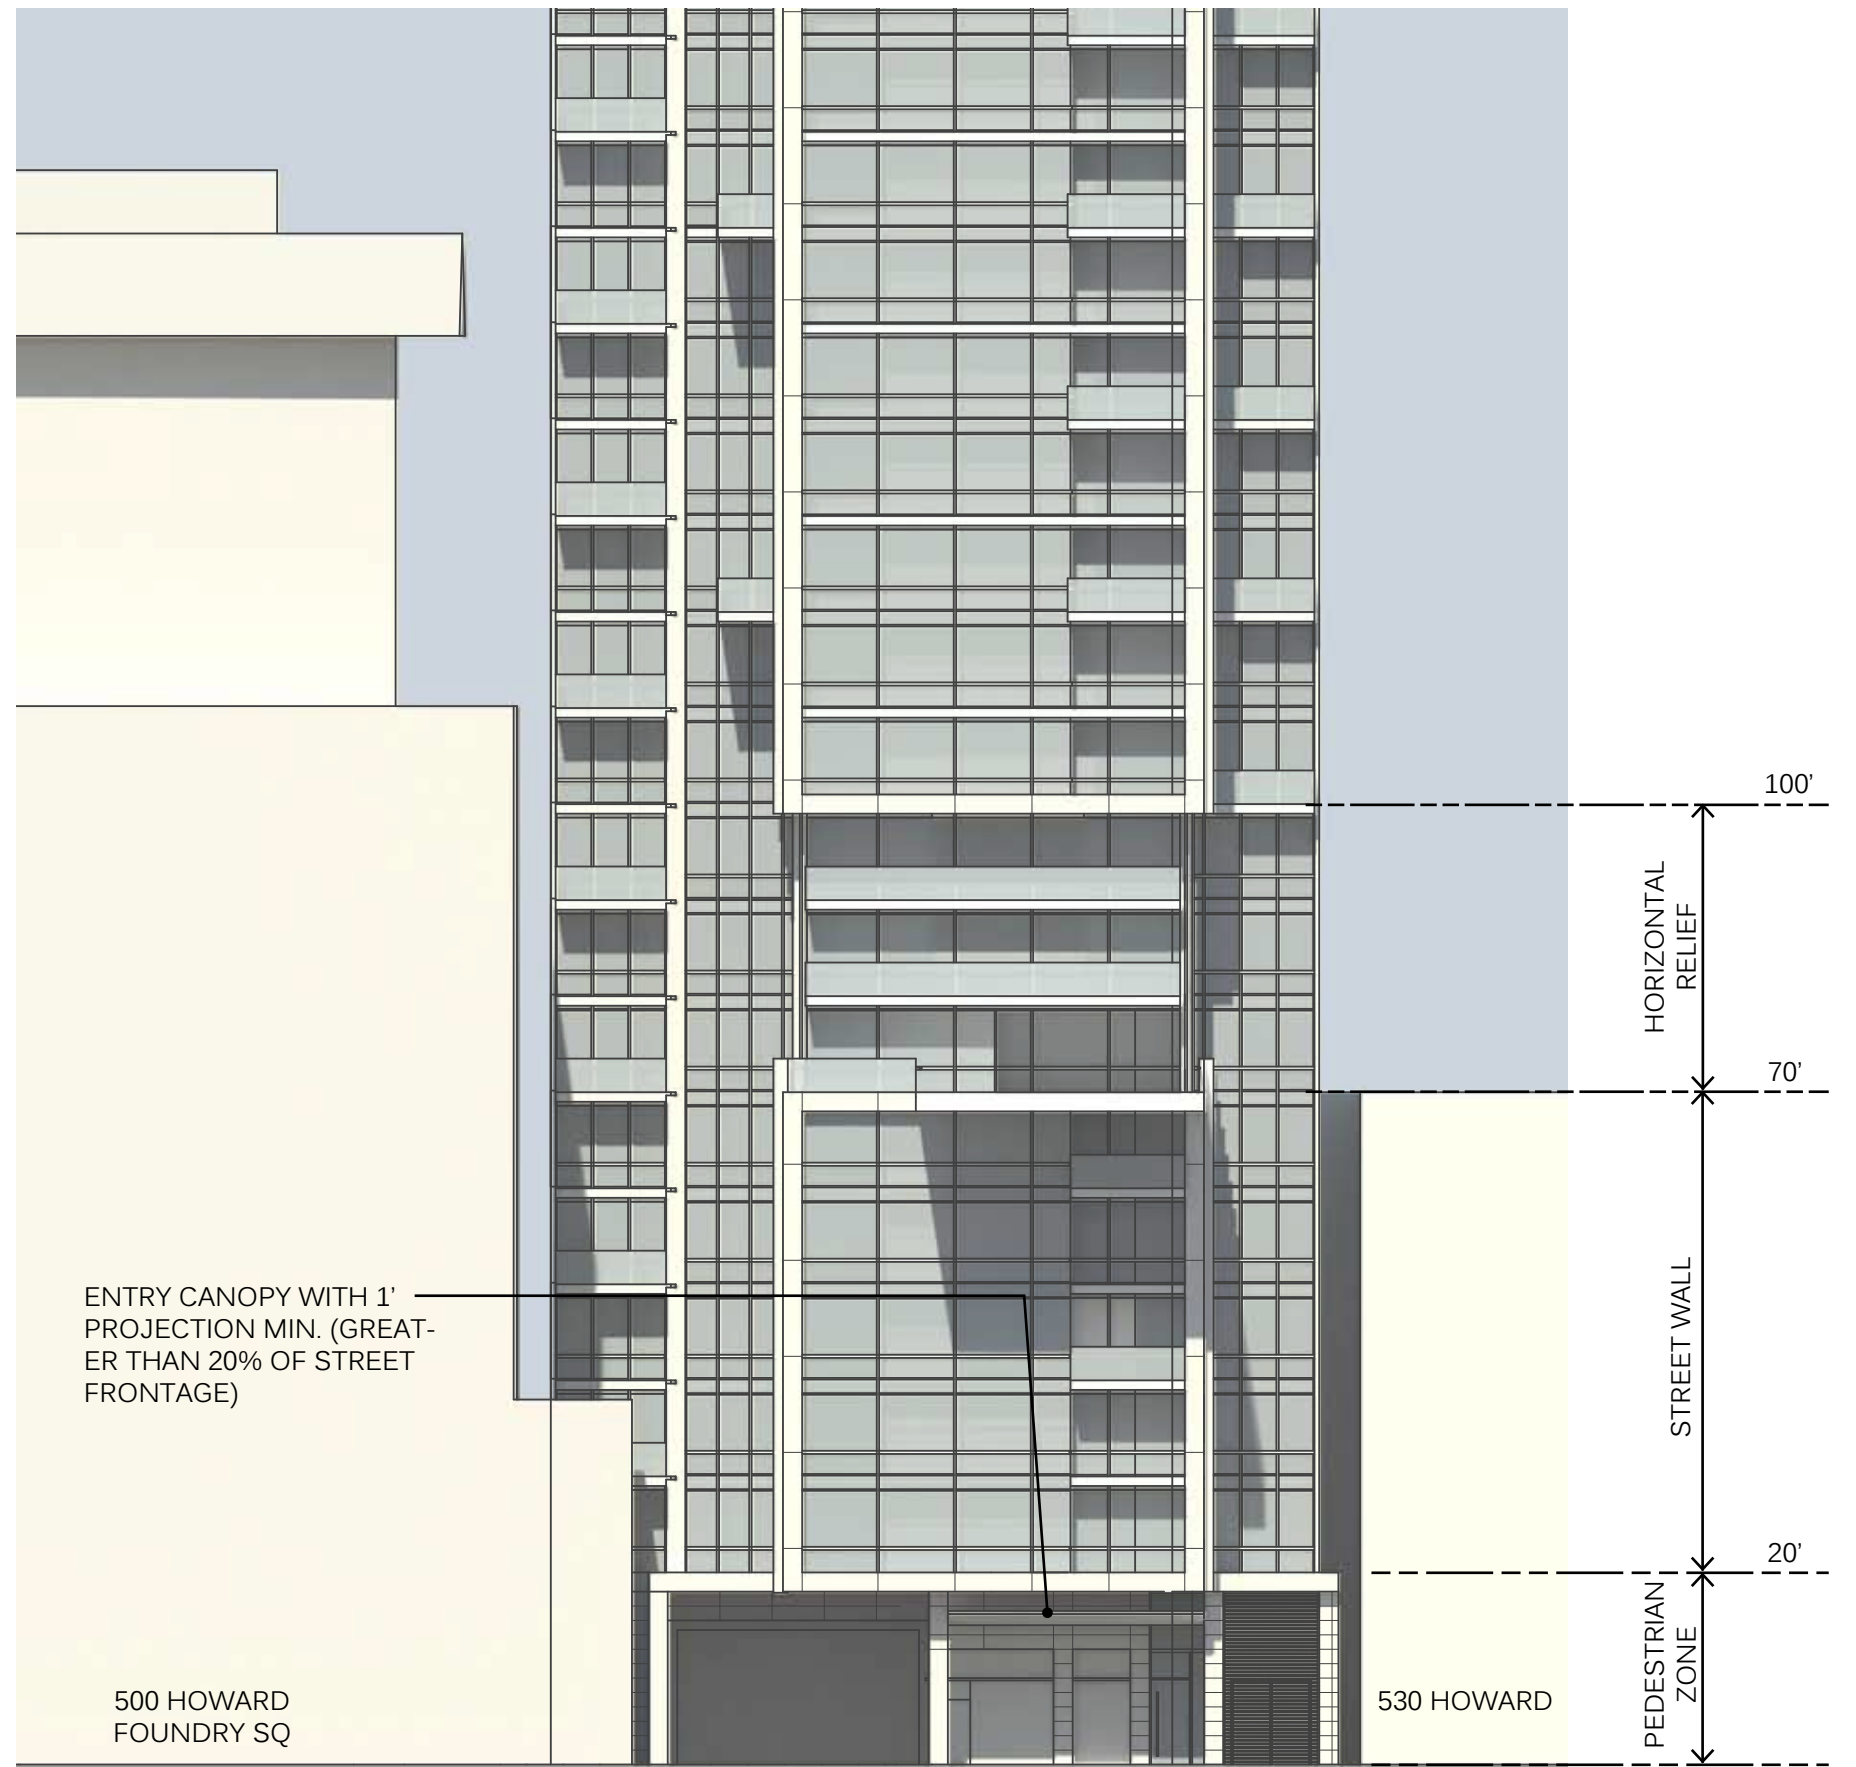 100’
HORIZONTAL
RELIEF
70’
ENTRY CANOPY WITH 1’
PROJECTION MIN. (GREAT-
ER THAN 20% OF STREET
FRONTAGE)
STREET WALL
20’
PEDESTRIAN
ZONE
500 HOWARD
FOUNDRY SQ
530 HOWARD